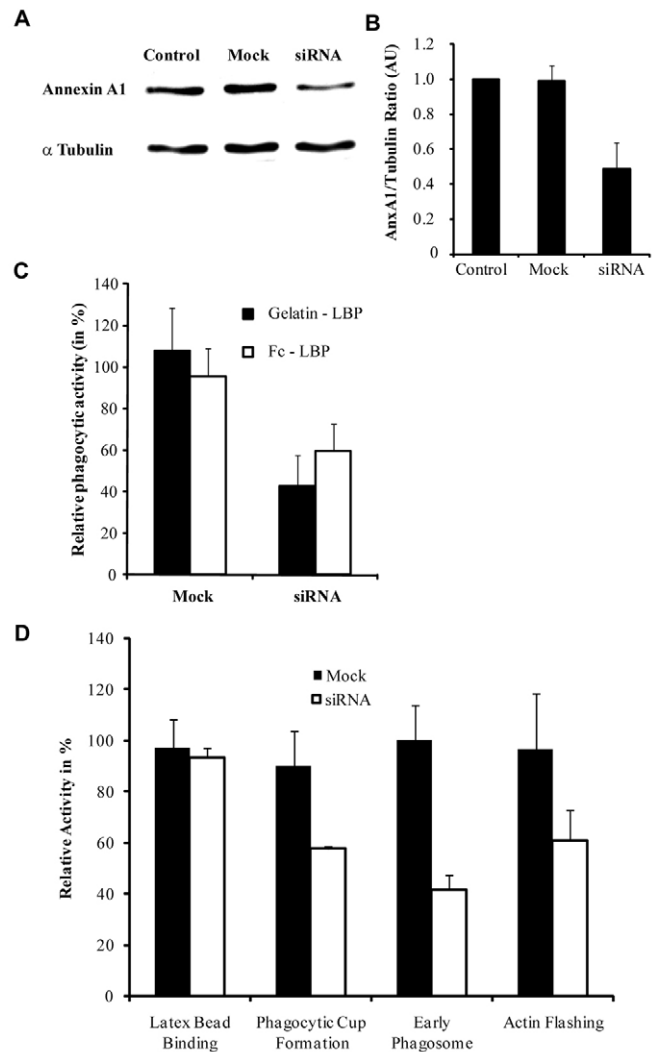 A
Control Mock siRNA
Annexin A1
α Tubulin
B
AnxA1/Tubulin Ratio (AU)
1.2
1.0
0.8
0.6
0.4
0.2
0
Control Mock siRNA
C
Relative phagocytic activity (in %)
140
120
100
80
60
40
20
0
Gelatin - LBP
Fc - LBP
Mock siRNA
D
Relative Activity in %
140
120
100
80
60
40
20
0
Mock
siRNA
Latex Bead
Binding
Phagocytic Cup
Formation
Early
Phagosome
Actin Flashing